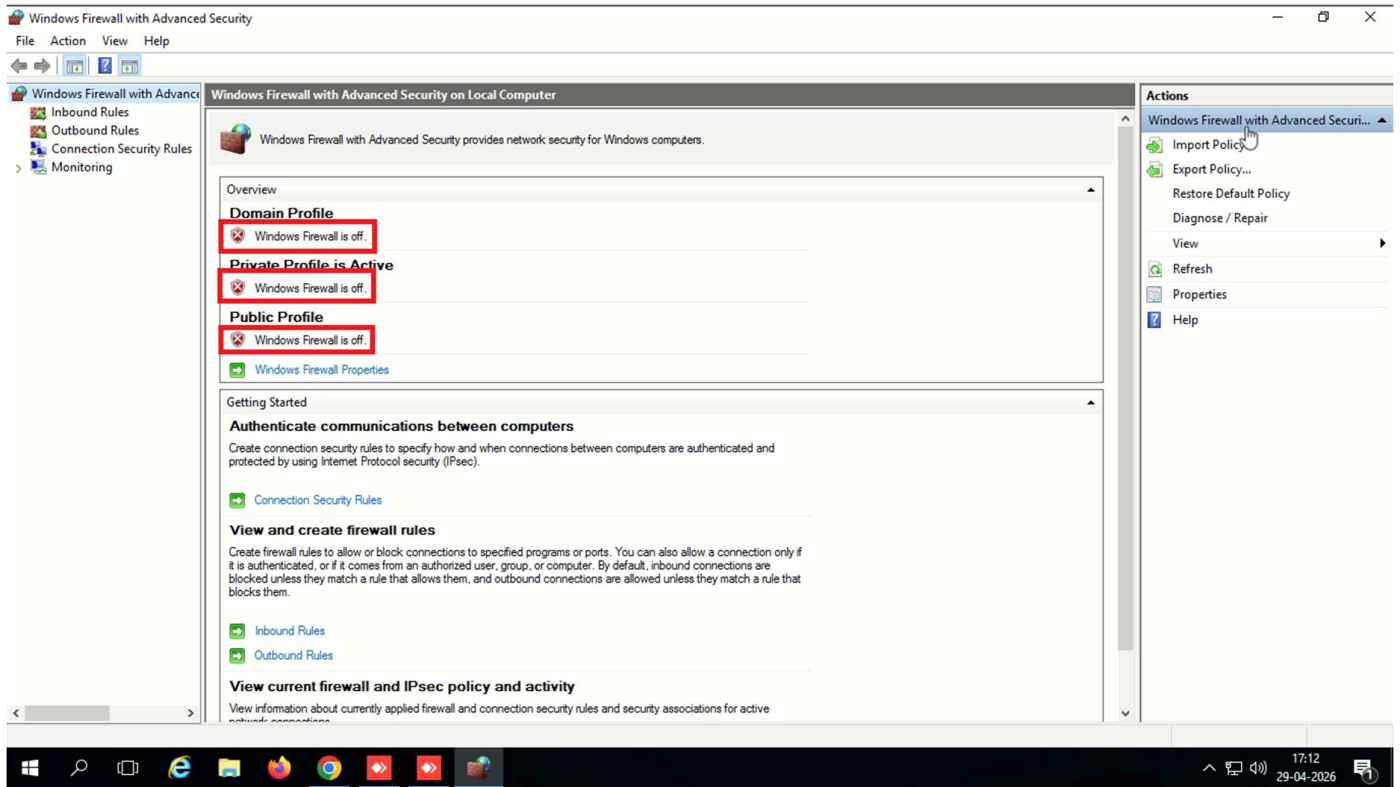 Windows Firewall with Advanced Security
File Action View Help
Windows Firewall with Advance
Inbound Rules
Outbound Rules
Connection Security Rules
Monitoring
Windows Firewall with Advanced Security on Local Computer
Windows Firewall with Advanced Security provides network security for Windows computers.
Overview
Domain Profile
Windows Firewall is off.
Private Profile is Active
Windows Firewall is off.
Public Profile
Windows Firewall is off.
Windows Firewall Properties
Getting Started
Authenticate communications between computers
Create connection security rules to specify how and when connections between computers are authenticated and
protected by using Internet Protocol security (IPsec).
Connection Security Rules
View and create firewall rules
Create firewall rules to allow or block connections to specified programs or ports. You can also allow a connection only if
it is authenticated, or if it comes from an authorized user, group, or computer. By default, inbound connections are
blocked unless they match a rule that allows them, and outbound connections are allowed unless they match a rule that
blocks them.
Inbound Rules
Outbound Rules
View current firewall and IPsec policy and activity
View information about currently applied firewall and connection security rules and security associations for active
network connections
Actions
Windows Firewall with Advanced Securi...
Import Policy
Export Policy...
Restore Default Policy
Diagnose / Repair
View
Refresh
Properties
Help
17:12
29-04-2026
1